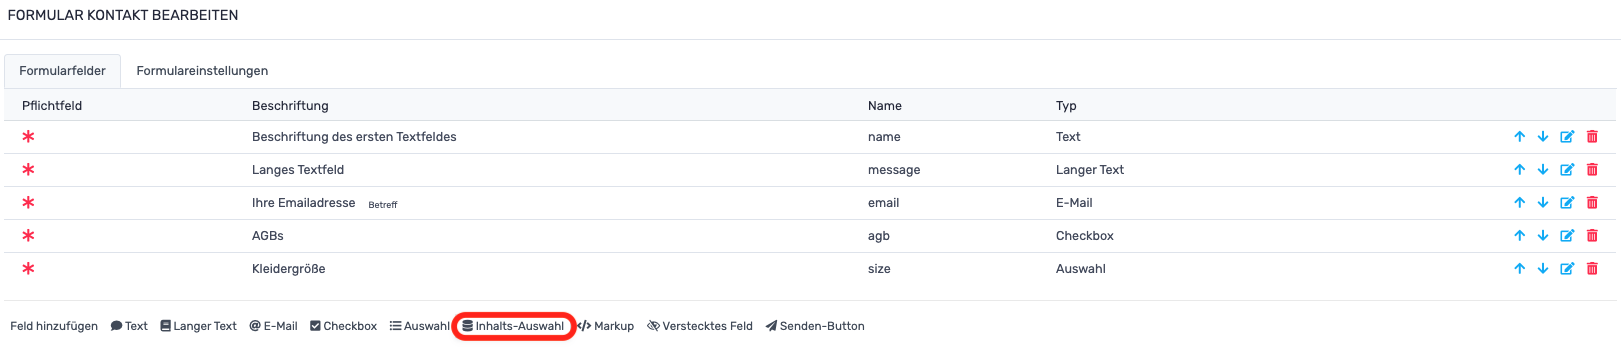 FORMULAR KONTAKT BEARBEITEN
Formularfelder Formulareinstellungen
Pflichtfeld Beschriftung Name Typ
Beschriftung des ersten Textfeldes name Text
Langes Textfeld message Langer Text
Ihre Emailadresse Betreff email E-Mail
AGBs agb Checkbox
Kleidergröße size Auswahl
Feld hinzufügen Text Langer Text E-Mail Checkbox Auswahl Inhalts-Auswahl Markup Verstecktes Feld Senden-Button